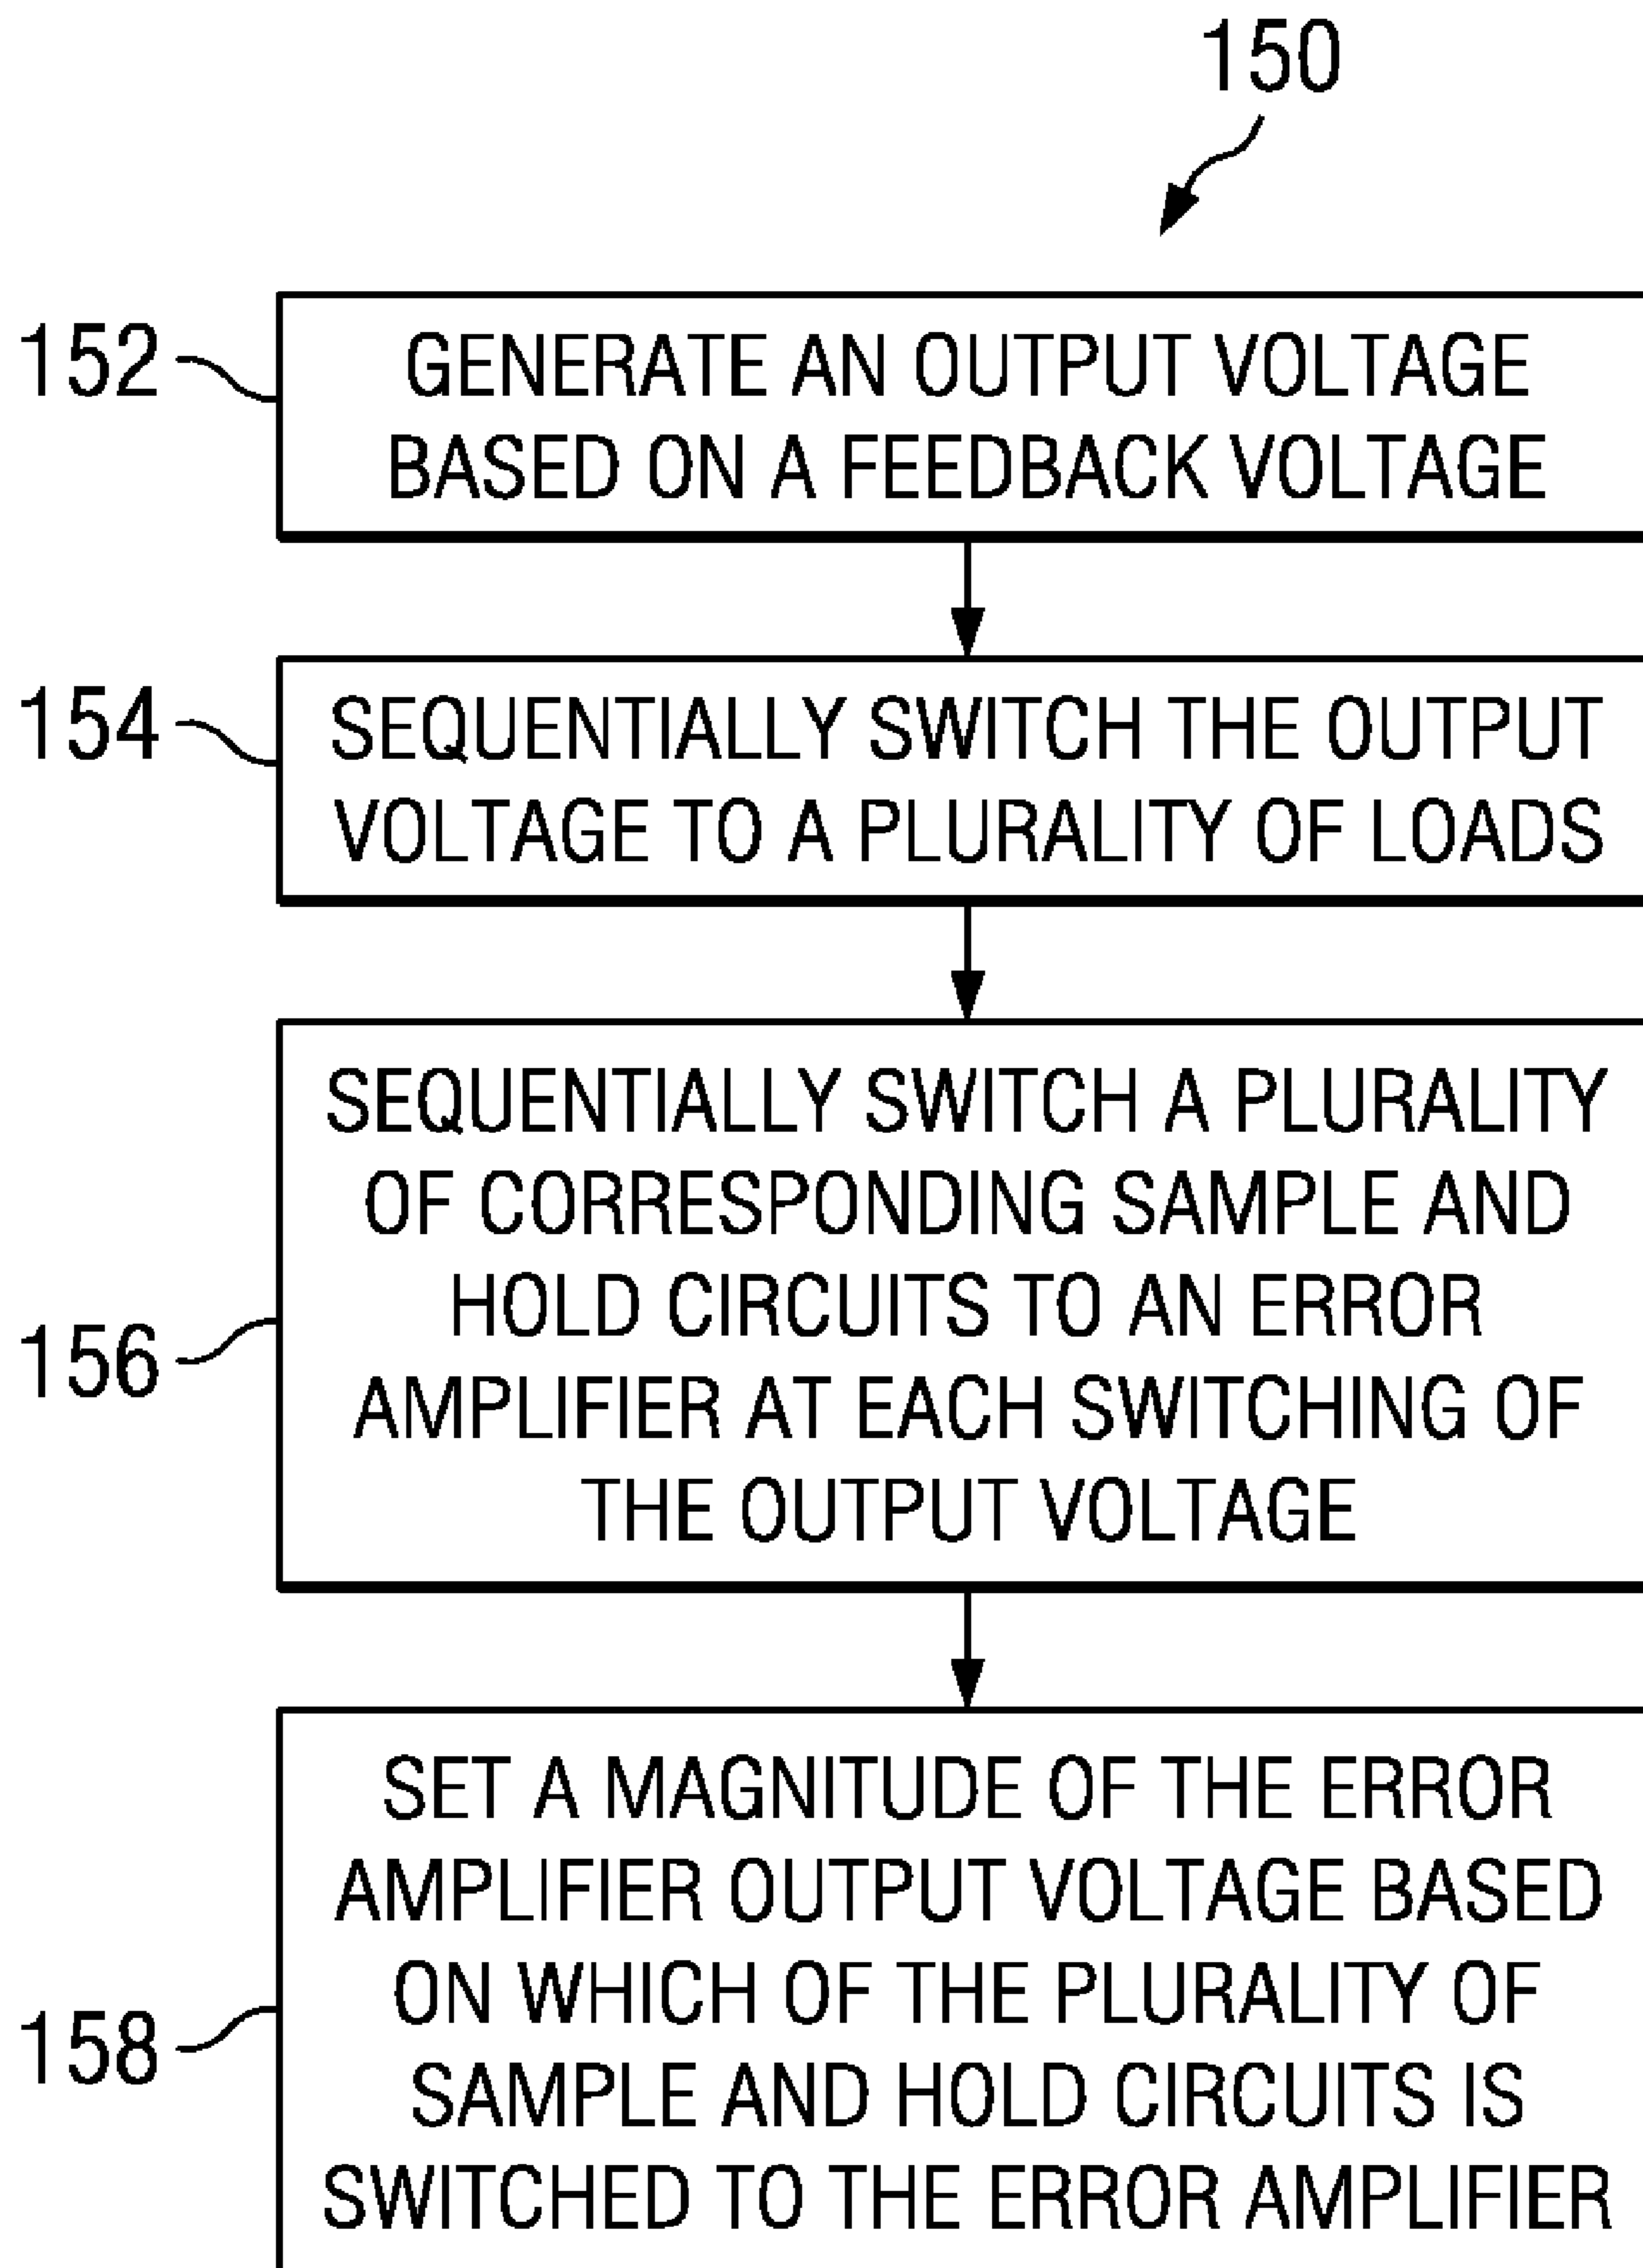 150
152
GENERATE AN OUTPUT VOLTAGE
BASED ON A FEEDBACK VOLTAGE
154
SEQUENTIALLY SWITCH THE OUTPUT
VOLTAGE TO A PLURALITY OF LOADS
156
SEQUENTIALLY SWITCH A PLURALITY
OF CORRESPONDING SAMPLE AND
HOLD CIRCUITS TO AN ERROR
AMPLIFIER AT EACH SWITCHING OF
THE OUTPUT VOLTAGE
158
SET A MAGNITUDE OF THE ERROR
AMPLIFIER OUTPUT VOLTAGE BASED
ON WHICH OF THE PLURALITY OF
SAMPLE AND HOLD CIRCUITS IS
SWITCHED TO THE ERROR AMPLIFIER